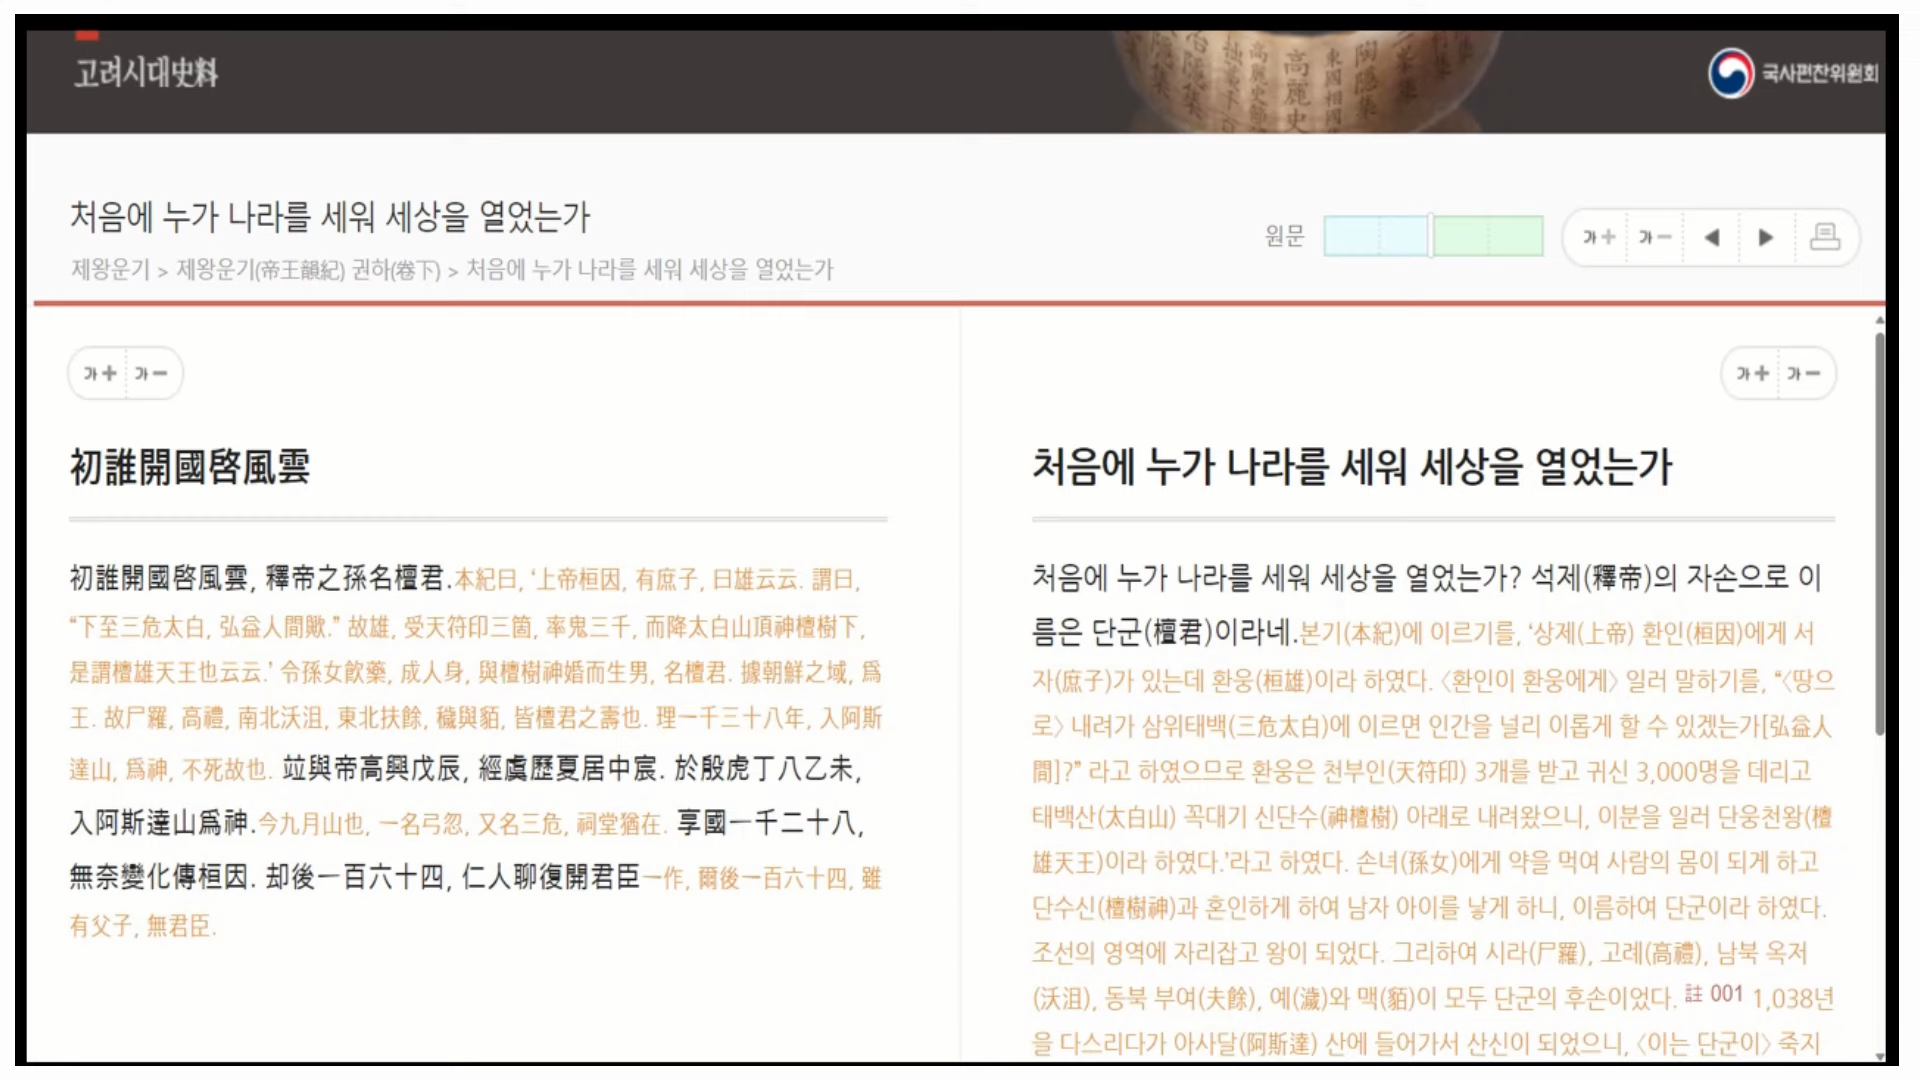 고려시대史料
국사편찬위원회
처음에 누가 나라를 세워 세상을 열었는가
제왕운기 > 제왕운기(帝王韻紀) 권하(卷下) > 처음에 누가 나라를 세워 세상을 열었는가
원문
가+ 가-
가+ 가-
初誰開國啓風雲
初誰開國啓風雲, 釋帝之孫名檀君.本紀曰, ‘上帝桓因, 有庶子, 曰雄云云. 謂曰,
“下至三危太白, 弘益人間歟.” 故雄, 受天符印三箇, 率鬼三千, 而降太白山頂神檀樹下,
是謂檀雄天王也云云.’ 令孫女飮藥, 成人身, 與檀樹神婚而生男, 名檀君. 據朝鮮之域, 爲
王. 故尸羅, 高禮, 南北沃沮, 東北扶餘, 穢與貊, 皆檀君之壽也. 理一千三十八年, 入阿斯
達山, 爲神, 不死故也. 竝與帝高興戊辰, 經虞歷夏居中宸. 於殷虎丁八乙未,
入阿斯達山爲神.今九月山也, 一名弓忽, 又名三危, 祠堂猶在. 享國一千二十八,
無奈變化傳桓因. 却後一百六十四, 仁人聊復開君臣一作, 爾後一百六十四, 雖
有父子, 無君臣.
가+ 가-
처음에 누가 나라를 세워 세상을 열었는가
처음에 누가 나라를 세워 세상을 열었는가? 석제(釋帝)의 자손으로 이
름은 단군(檀君)이라네.본기(本紀)에 이르기를, ‘상제(上帝) 환인(桓因)에게 서
자(庶子)가 있는데 환웅(桓雄)이라 하였다. 〈환인이 환웅에게〉 일러 말하기를, “〈땅으
로〉 내려가 삼위태백(三危太白)에 이르면 인간을 널리 이롭게 할 수 있겠는가[弘益人
間]?” 라고 하였으므로 환웅은 천부인(天符印) 3개를 받고 귀신 3,000명을 데리고
태백산(太白山) 꼭대기 신단수(神檀樹) 아래로 내려왔으니, 이분을 일러 단웅천왕(檀
雄天王)이라 하였다.’라고 하였다. 손녀(孫女)에게 약을 먹여 사람의 몸이 되게 하고
단수신(檀樹神)과 혼인하게 하여 남자 아이를 낳게 하니, 이름하여 단군이라 하였다.
조선의 영역에 자리잡고 왕이 되었다. 그리하여 시라(尸羅), 고례(高禮), 남북 옥저
(沃沮), 동북 부여(夫餘), 예(濊)와 맥(貊)이 모두 단군의 후손이었다. 註 001 1,038년
을 다스리다가 아사달(阿斯達) 산에 들어가서 산신이 되었으니, 〈이는 단군이〉 죽지